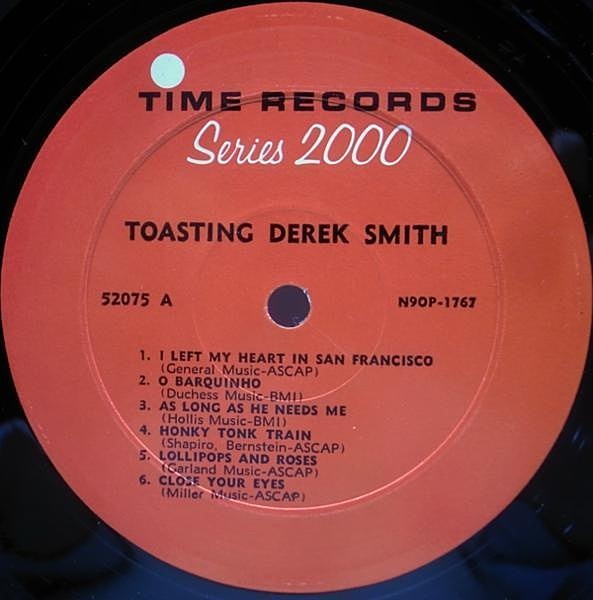 TIME RECORDS
Series 2000
TOASTING DEREK SMITH
52075 A N90P-1767
1. I LEFT MY HEART IN SAN FRANCISCO
(General Music-ASCAP)
2. O BARQUINHO
(Duchess Music-BMI)
3. AS LONG AS HE NEEDS ME
(Hollis Music-BMI)
4. HONKY TONK TRAIN
(Shapiro, Bernstein-ASCAP)
5. LOLLIPOPS AND ROSES
(Garland Music-ASCAP)
6. CLOSE YOUR EYES
(Miller Music-ASCAP)